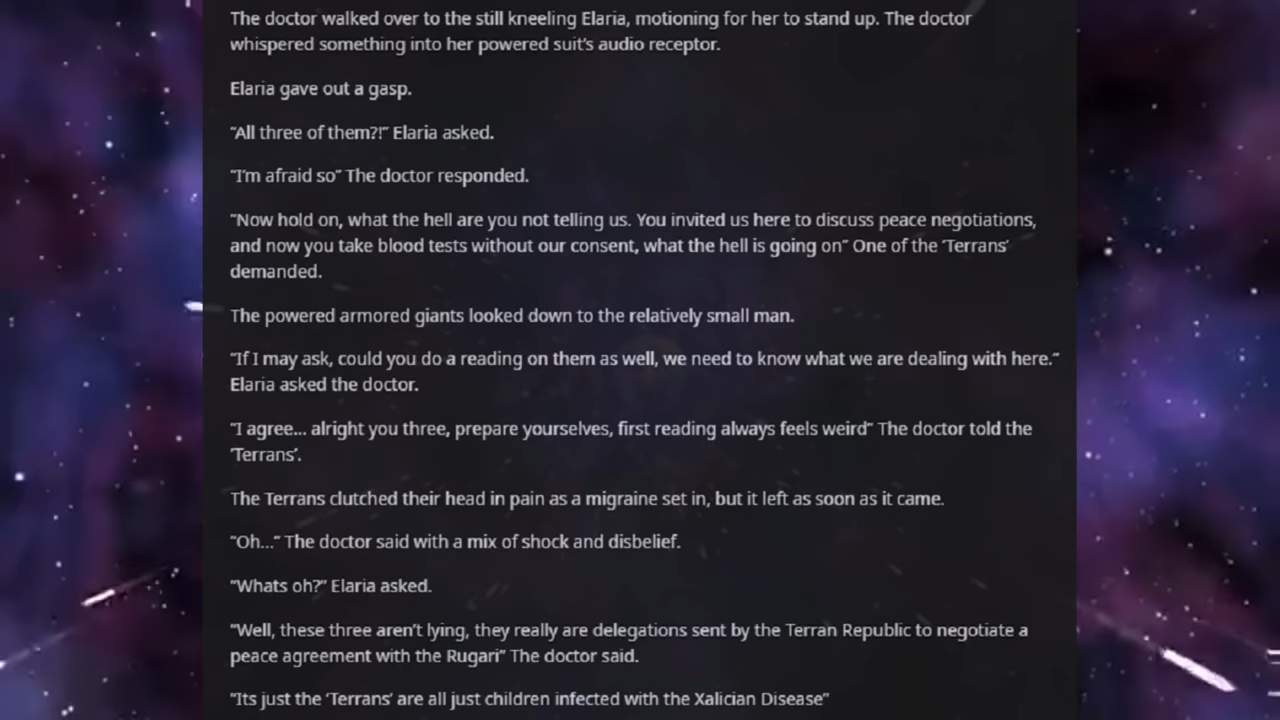 The doctor walked over to the still kneeling Elaria, motioning for her to stand up. The doctor
whispered something into her powered suit's audio receptor.
Elaria gave out a gasp.
“All three of them?!” Elaria asked.
“I'm afraid so” The doctor responded.
“Now hold on, what the hell are you not telling us. You invited us here to discuss peace negotiations,
and now you take blood tests without our consent, what the hell is going on” One of the ‘Terrans’
demanded.
The powered armored giants looked down to the relatively small man.
“If I may ask, could you do a reading on them as well, we need to know what we are dealing with here.”
Elaria asked the doctor.
“I agree... alright you three, prepare yourselves, first reading always feels weird” The doctor told the
‘Terrans’.
The Terrans clutched their head in pain as a migraine set in, but it left as soon as it came.
“Oh...” The doctor said with a mix of shock and disbelief.
“Whats oh?” Elaria asked.
“Well, these three aren't lying, they really are delegations sent by the Terran Republic to negotiate a
peace agreement with the Rugari” The doctor said.
“Its just the ‘Terrans’ are all just children infected with the Xalician Disease”